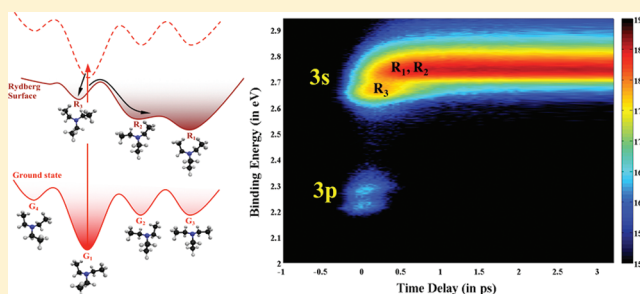 Rydberg
Surface
R3
R2
R1
Ground state
G4
G1
G2
G3
Binding Energy (in eV)
2.9
2.8
2.7
2.6
2.5
2.4
2.3
2.2
2.1
2
3s
R1, R2
R3
3p
-1
-0.5
0
0.5
1
1.5
2
2.5
3
Time Delay (in ps)